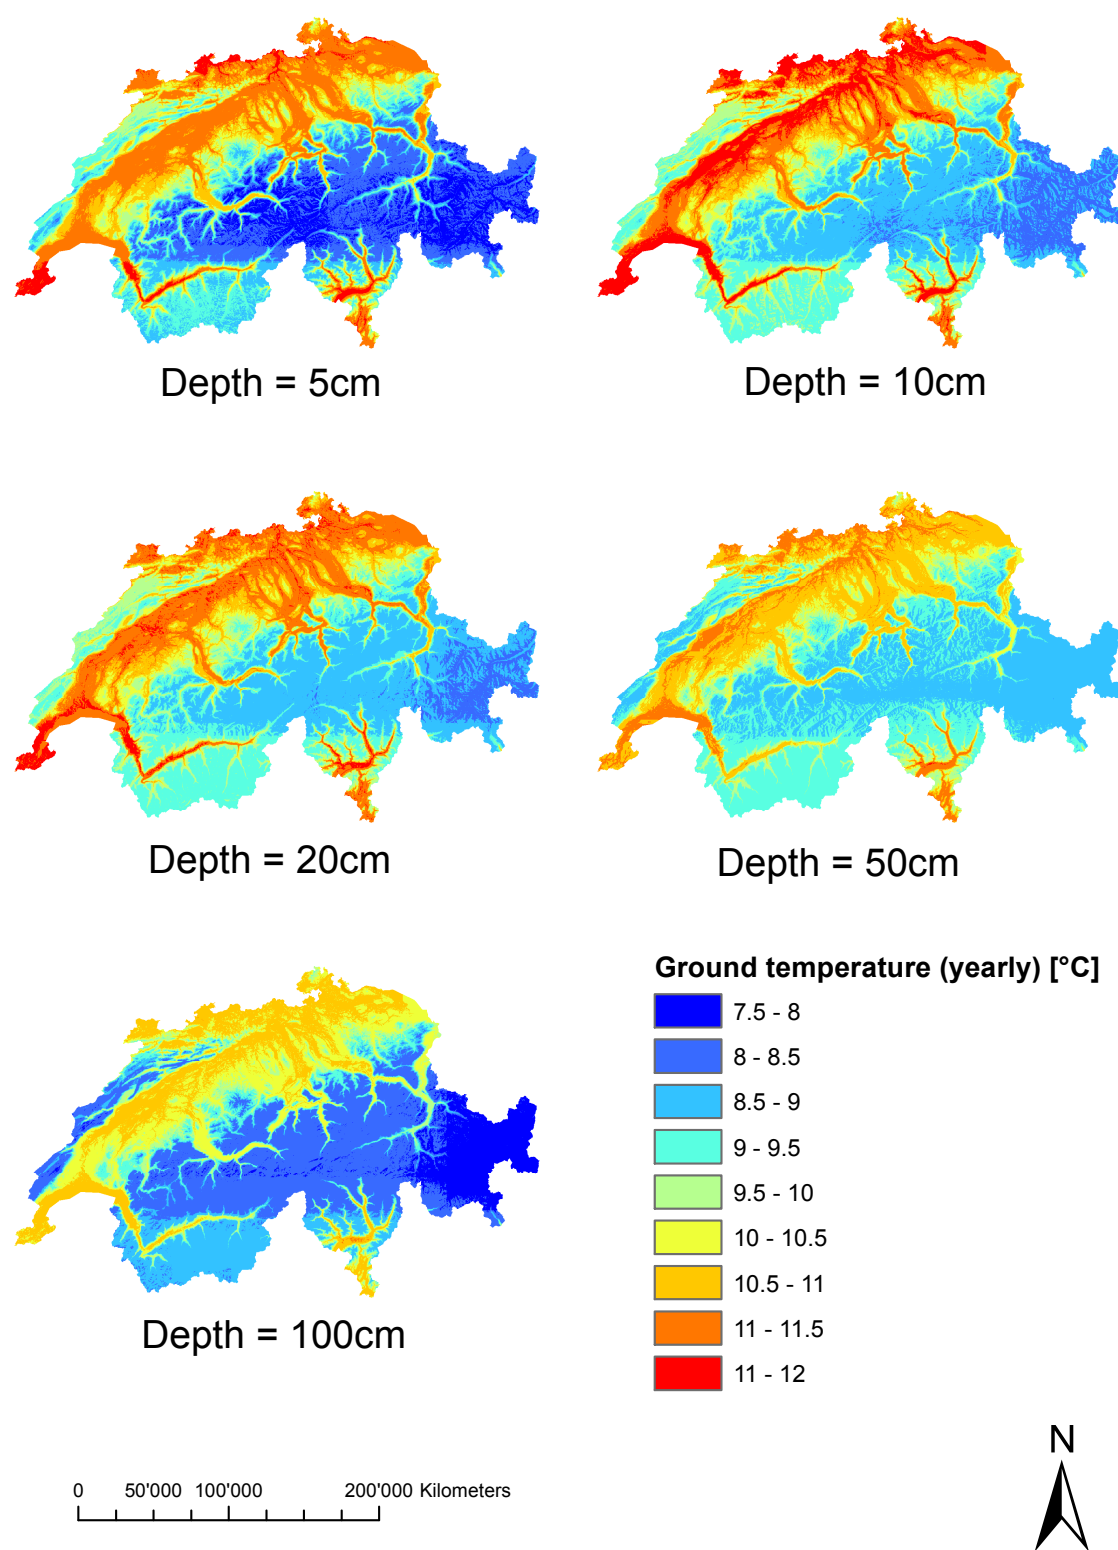 Depth = 5cm
Depth = 10cm
Depth = 20cm
Depth = 50cm
Depth = 100cm
Ground temperature (yearly) [°C]
7.5 - 8
8 - 8.5
8.5 - 9
9 - 9.5
9.5 - 10
10 - 10.5
10.5 - 11
11 - 11.5
11 - 12
N
0 50'000 100'000 200'000 Kilometers